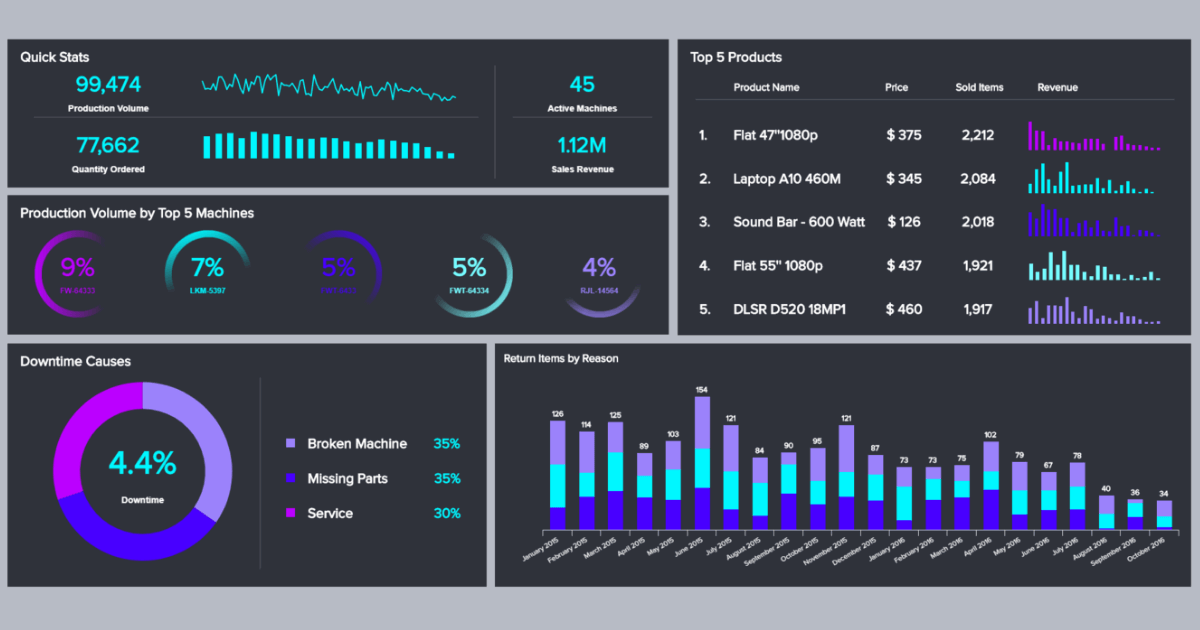 Quick Stats
99,474
Production Volume
45
Active Machines
77,662
Quantity Ordered
1.12M
Sales Revenue
Top 5 Products
Product Name Price Sold Items Revenue
1. Flat 47"1080p $ 375 2,212
2. Laptop A10 460M $ 345 2,084
3. Sound Bar - 600 Watt $ 126 2,018
4. Flat 55" 1080p $ 437 1,921
5. DLSR D520 18MP1 $ 460 1,917
Production Volume by Top 5 Machines
9% 7% 5% 5% 4%
LKM-5397 FWT-64334 RJL-14564
Downtime Causes
4.4%
Downtime
Broken Machine 35%
Missing Parts 35%
Service 30%
Return Items by Reason
126 114 125 89 103 154 121 84 90 95 121 87 73 73 75 102 79 67 78 40 36 34
January 2015 February 2015 March 2015 April 2015 May 2015 June 2015 July 2015 August 2015 September 2015 October 2015 November 2015 December 2015 January 2016 February 2016 March 2016 April 2016 May 2016 June 2016 July 2016 August 2016 September 2016 October 2016